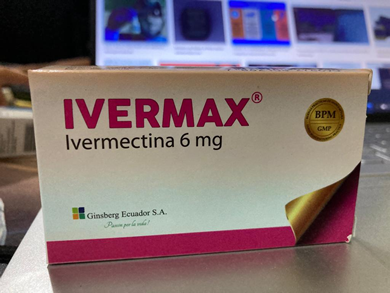 IVERMAX®
Ivermectina 6 mg
BPM
GMP
Ginsberg Ecuador S.A.
¡Pasión por la vida!